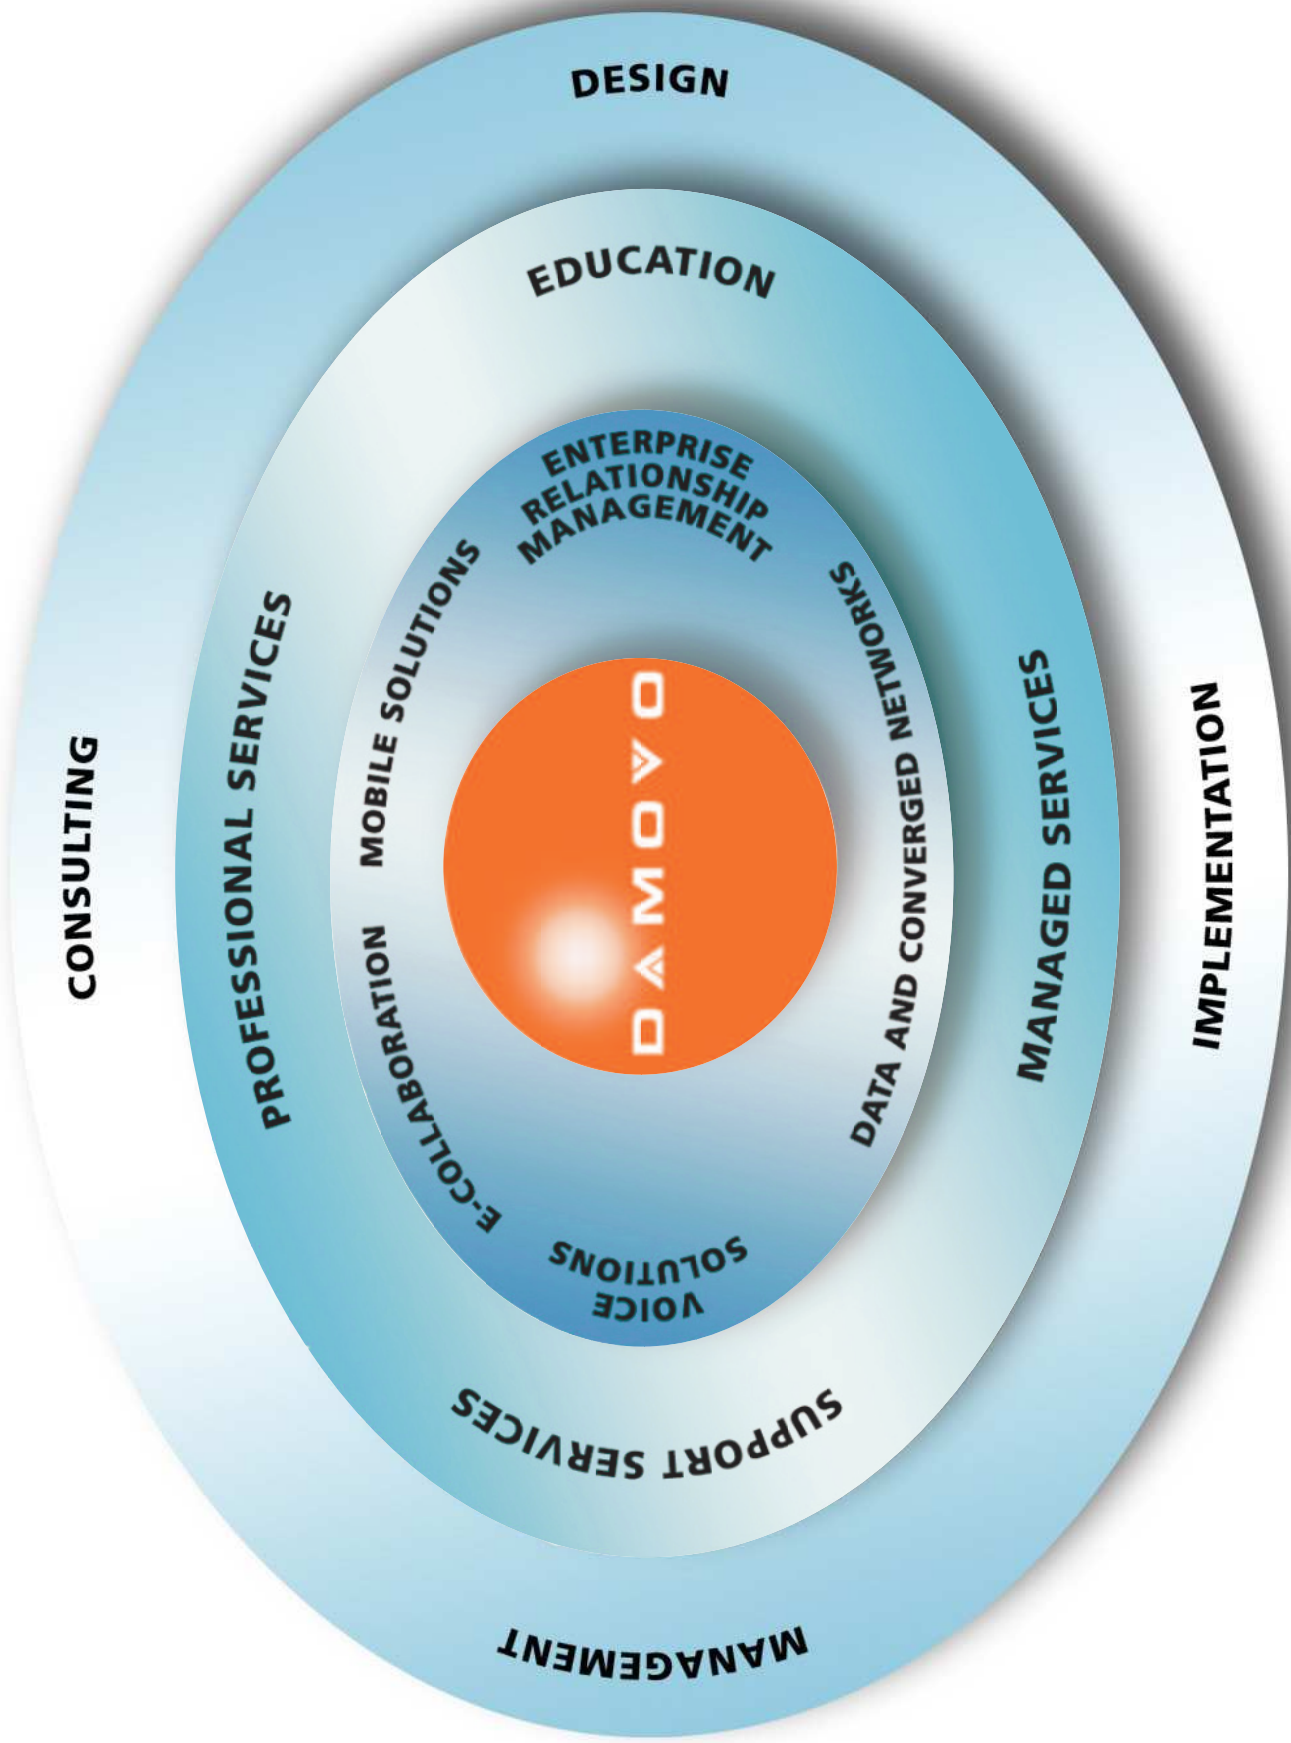 DESIGN
EDUCATION
ENTERPRISE
RELATIONSHIP
MANAGEMENT
MOBILE SOLUTIONS
DATA AND CONVERGED NETWORKS
PROFESSIONAL SERVICES
MANAGED SERVICES
CONSULTING
IMPLEMENTATION
DAMOVO
E-COLLABORATION
VOICE
SOLUTIONS
SUPPORT SERVICES
MANAGEMENT